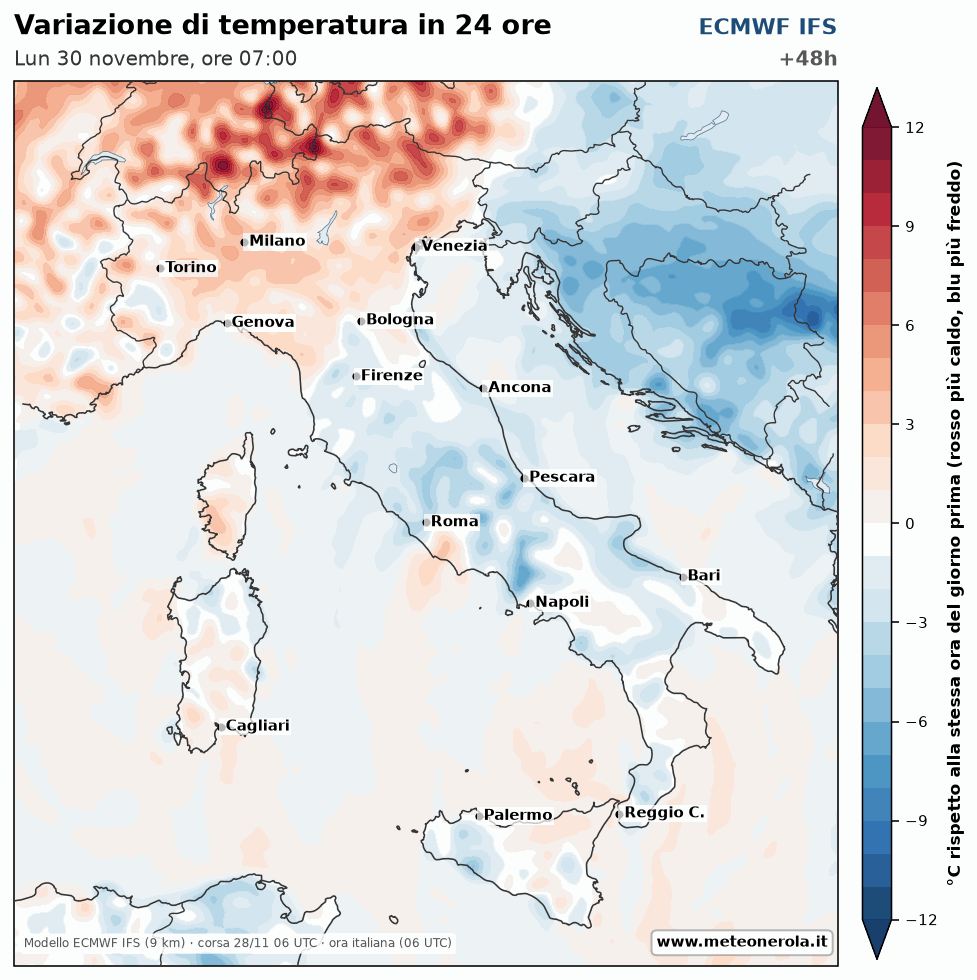 Variazione di temperatura in 24 ore
ECMWF IFS
Lun 30 novembre, ore 07:00
+48h
Milano
Venezia
Torino
Genova
Bologna
Firenze
Ancona
Pescara
Roma
Bari
Napoli
Cagliari
Palermo
Reggio C.
12
9
6
3
0
−3
−6
−9
−12
°C rispetto alla stessa ora del giorno prima (rosso più caldo, blu più freddo)
Modello ECMWF IFS (9 km) · corsa 28/11 06 UTC · ora italiana (06 UTC)
www.meteonerola.it